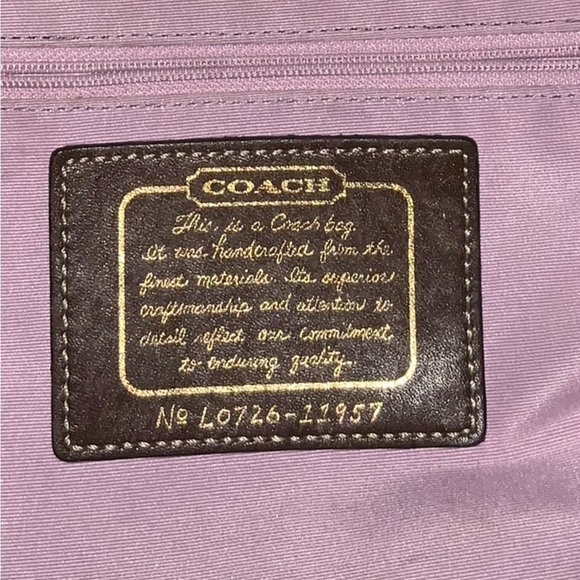 COACH
This is a Coach bag.
It was handcrafted from the
finest materials. Its superior
craftsmanship and attention to
detail reflect our commitment
to enduring quality.
Nº L0726-11957